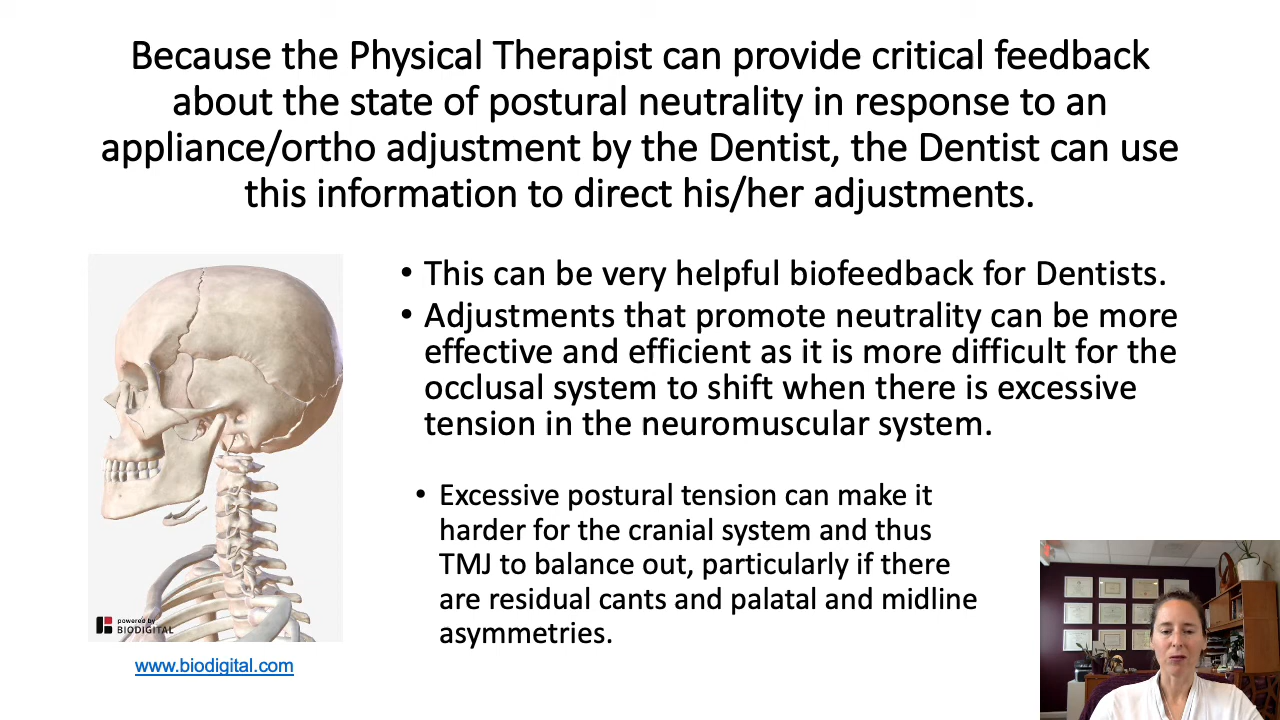 Because the Physical Therapist can provide critical feedback
about the state of postural neutrality in response to an
appliance/ortho adjustment by the Dentist, the Dentist can use
this information to direct his/her adjustments.
• This can be very helpful biofeedback for Dentists.
• Adjustments that promote neutrality can be more
effective and efficient as it is more difficult for the
occlusal system to shift when there is excessive
tension in the neuromuscular system.
• Excessive postural tension can make it
harder for the cranial system and thus
TMJ to balance out, particularly if there
are residual cants and palatal and midline
asymmetries.
powered by
BIODIGITAL
www.biodigital.com